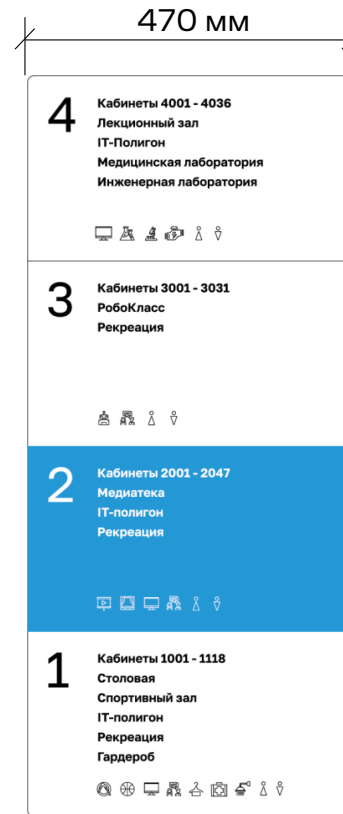 470 мм
4
Кабинеты 4001 - 4036
Лекционный зал
IT-Полигон
Медицинская лаборатория
Инженерная лаборатория
3
Кабинеты 3001 - 3031
РобоКласс
Рекреация
2
Кабинеты 2001 - 2047
Медиатека
IT-полигон
Рекреация
1
Кабинеты 1001 - 1118
Столовая
Спортивный зал
IT-полигон
Рекреация
Гардероб